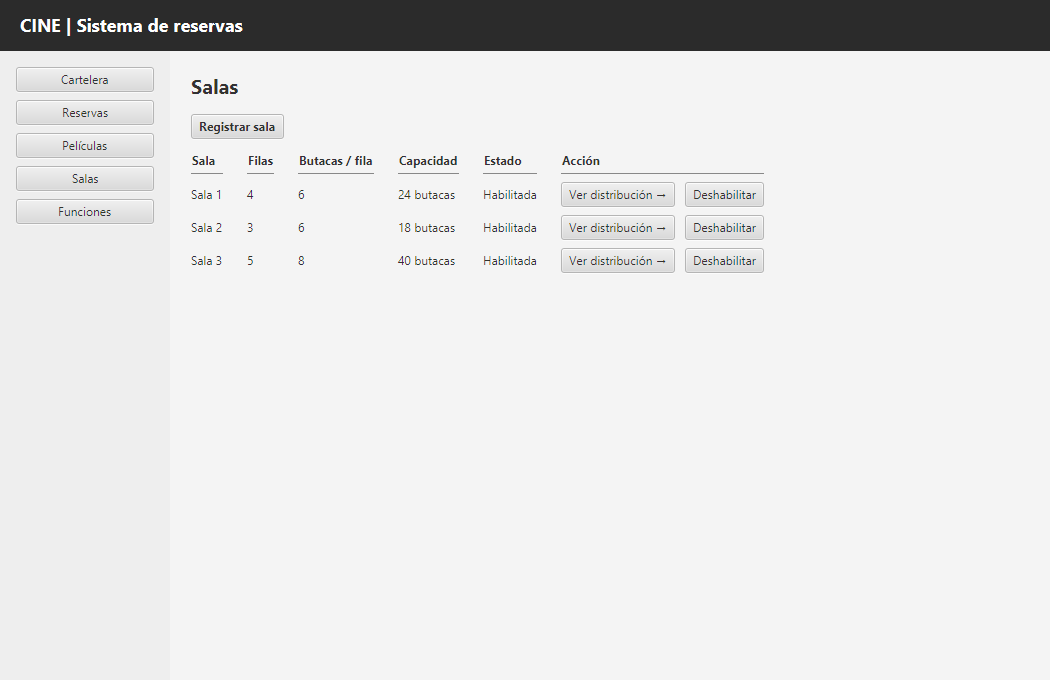 CINE | Sistema de reservas
Cartelera
Reservas
Películas
Salas
Funciones
Salas
Registrar sala
Sala Filas Butacas / fila Capacidad Estado Acción
Sala 1 4 6 24 butacas Habilitada Ver distribución → Deshabilitar
Sala 2 3 6 18 butacas Habilitada Ver distribución → Deshabilitar
Sala 3 5 8 40 butacas Habilitada Ver distribución → Deshabilitar